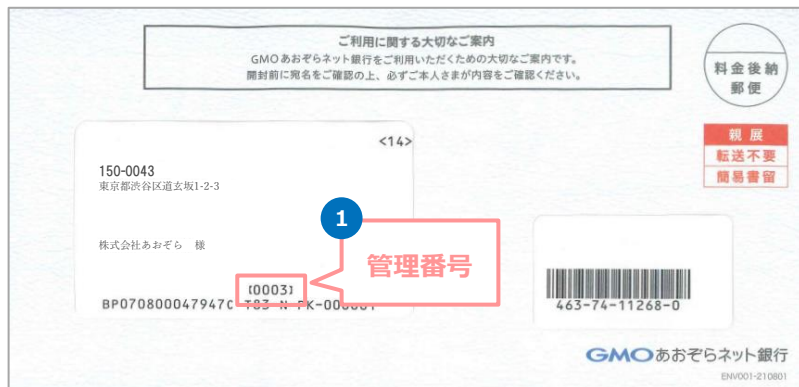 ご利用に関する大切なご案内
GMOあおぞらネット銀行をご利用いただくための大切なご案内です。
開封前に宛名をご確認の上、必ずご本人さまが内容をご確認ください。
料金後納
郵便
親展
転送不要
簡易書留
<14>
150-0043
東京都渋谷区道玄坂1-2-3
株式会社あおぞら 様
1
管理番号
(0003)
BP070800047947C
463-74-11268-0
GMOあおぞらネット銀行
ENV001-210801